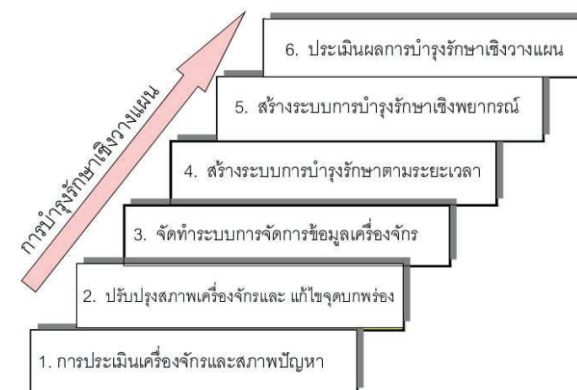 6. ประเมินผลการบำรุงรักษาเชิงวางแผน
5. สร้างระบบการบำรุงรักษาเชิงพยากรณ์
4. สร้างระบบการบำรุงรักษาตามระยะเวลา
3. จัดทำระบบการจัดการข้อมูลเครื่องจักร
2. ปรับปรุงสภาพเครื่องจักรและ แก้ไขจุดบกพร่อง
1. การประเมินเครื่องจักรและสภาพปัญหา
การบำรุงรักษาเชิงวางแผน